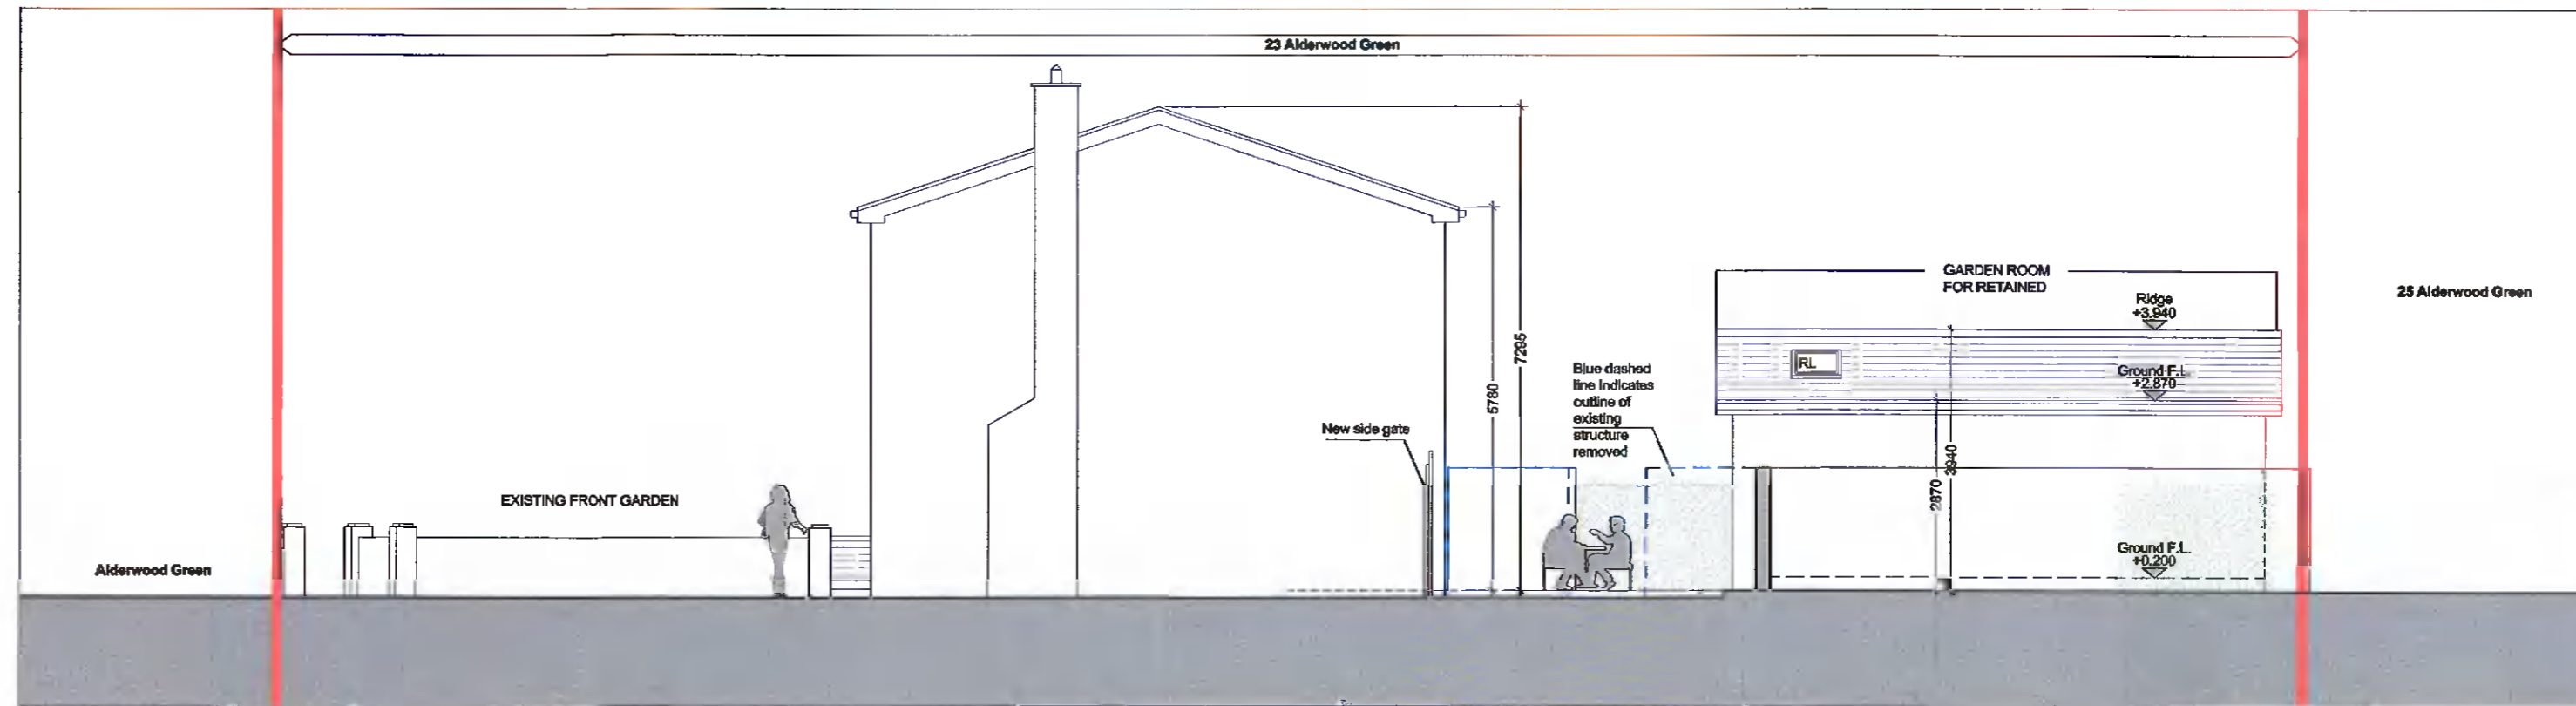 23 Alderwood Green
GARDEN ROOM
FOR RETAINED
Ridge
+3.940
25 Alderwood Green
RL
Ground F.L.
+2.870
7295
5780
Blue dashed
line indicates
outline of
existing
structure
removed
New side gate
3940
2870
EXISTING FRONT GARDEN
Ground F.L.
+0.200
Alderwood Green